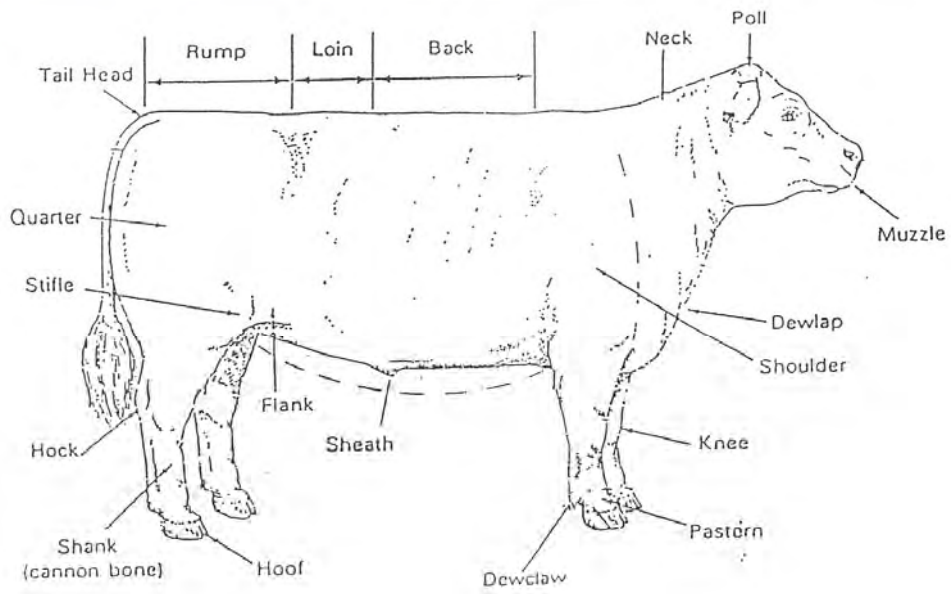 Poll
Neck
Rump
Loin
Back
Tail Head
Quarter
Muzzle
Stifle
Dewlap
Shoulder
Flank
Sheath
Hock
Knee
Shank
(cannon bone)
Hoof
Dewclaw
Pastern